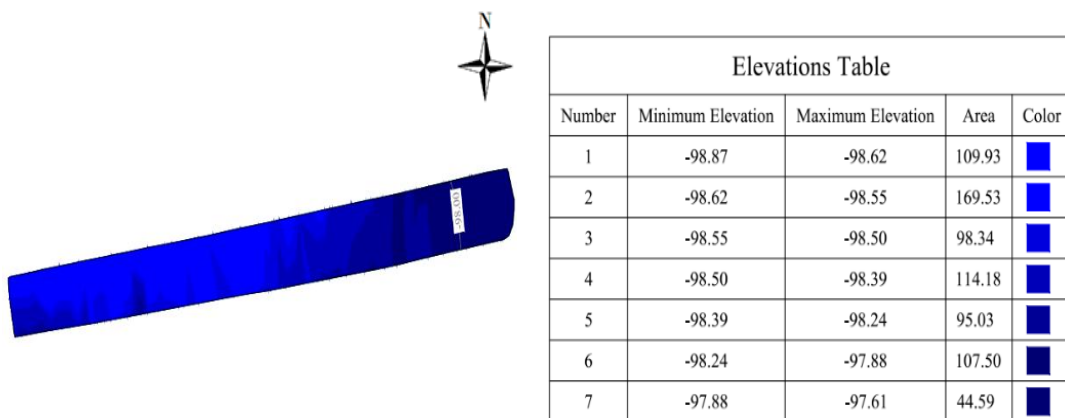 N
-98.00
Elevations Table
Number Minimum Elevation Maximum Elevation Area Color
1 -98.87 -98.62 109.93
2 -98.62 -98.55 169.53
3 -98.55 -98.50 98.34
4 -98.50 -98.39 114.18
5 -98.39 -98.24 95.03
6 -98.24 -97.88 107.50
7 -97.88 -97.61 44.59